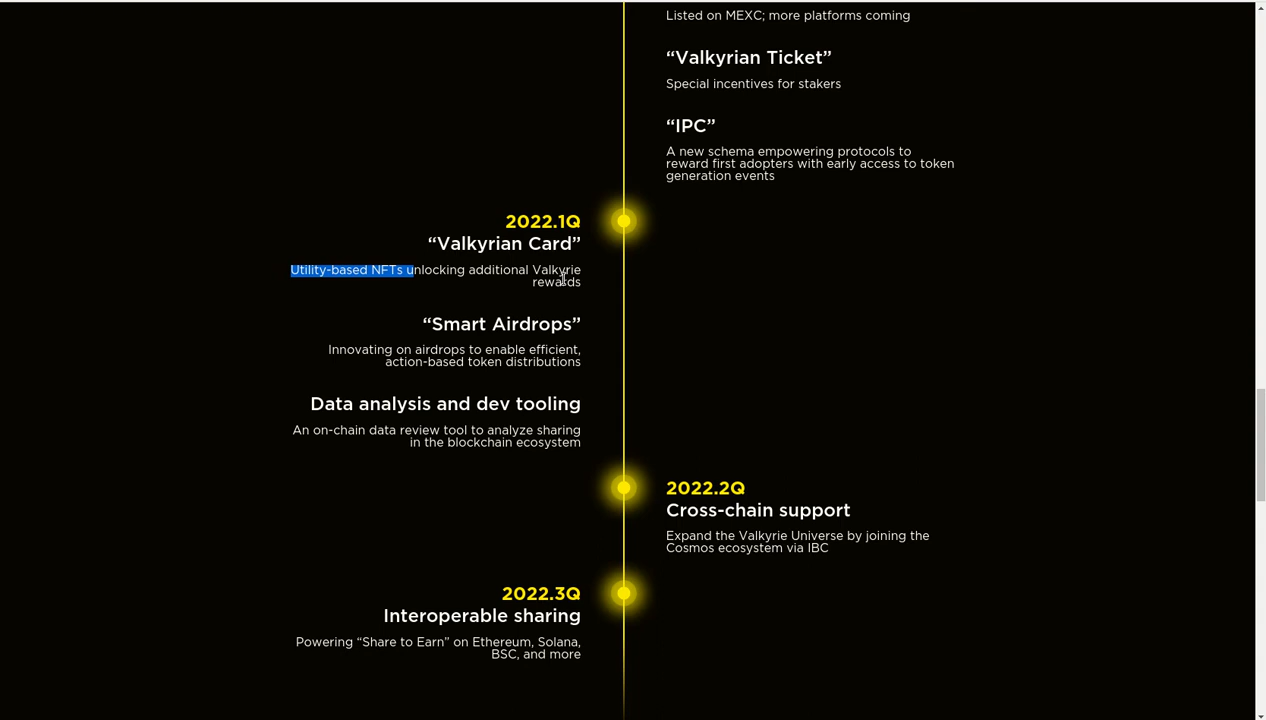 Listed on MEXC; more platforms coming
“Valkyrian Ticket”
Special incentives for stakers
“IPC”
A new schema empowering protocols to
reward first adopters with early access to token
generation events
2022.1Q
“Valkyrian Card”
Utility-based NFTs unlocking additional Valkyrie
rewards
“Smart Airdrops”
Innovating on airdrops to enable efficient,
action-based token distributions
Data analysis and dev tooling
An on-chain data review tool to analyze sharing
in the blockchain ecosystem
2022.2Q
Cross-chain support
Expand the Valkyrie Universe by joining the
Cosmos ecosystem via IBC
2022.3Q
Interoperable sharing
Powering “Share to Earn” on Ethereum, Solana,
BSC, and more